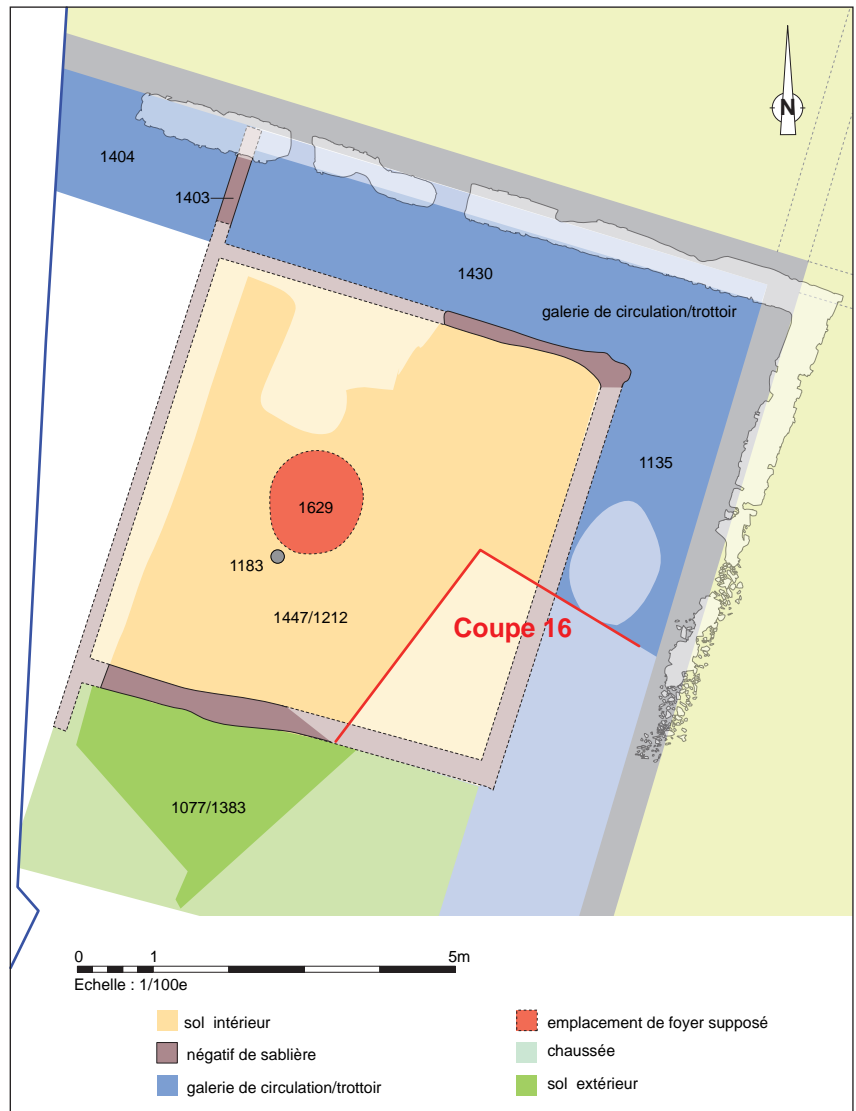 N
1404
1403
1430
galerie de circulation/trottoir
1135
1629
1183
1447/1212
Coupe 16
1077/1383
0 1 5m
Echelle : 1/100e
sol intérieur
emplacement de foyer supposé
négatif de sablière
chaussée
galerie de circulation/trottoir
sol extérieur